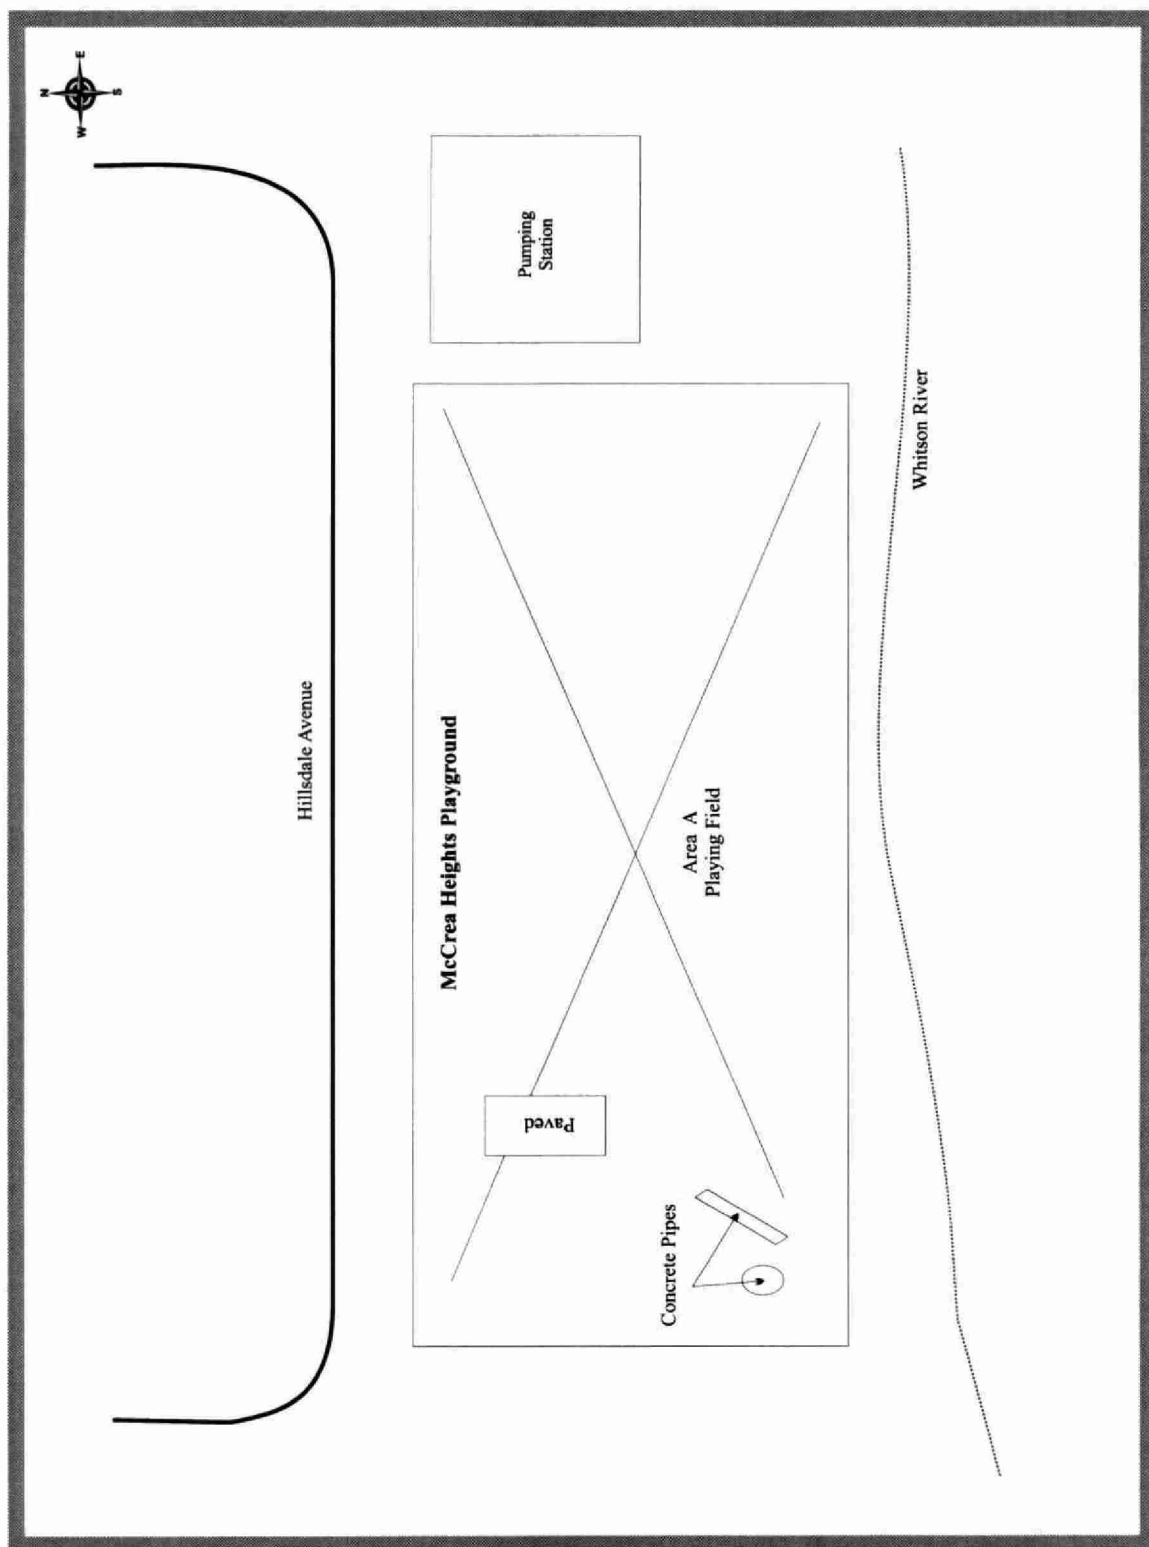 N
E
S
W
Hillsdale Avenue
Pumping
Station
McCrea Heights Playground
Paved
Area A
Playing Field
Concrete Pipes
Whitson River